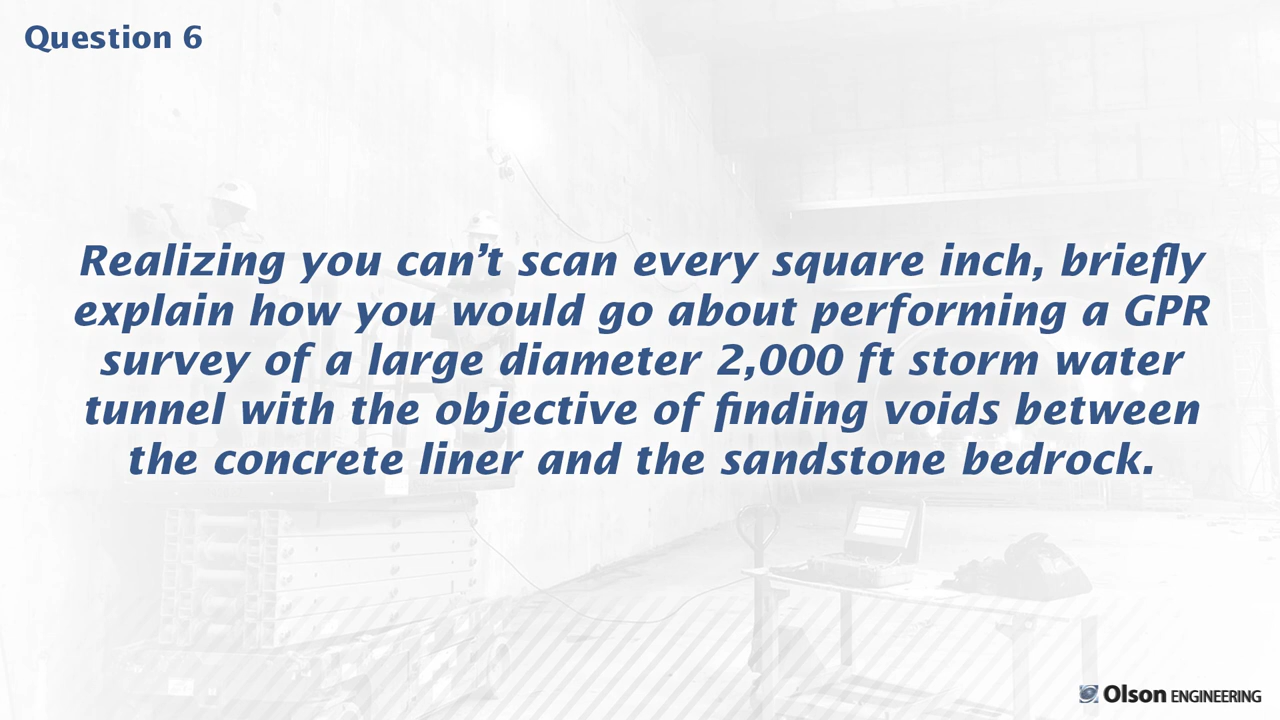 Question 6
Realizing you can't scan every square inch, briefly
explain how you would go about performing a GPR
survey of a large diameter 2,000 ft storm water
tunnel with the objective of finding voids between
the concrete liner and the sandstone bedrock.
Olson ENGINEERING